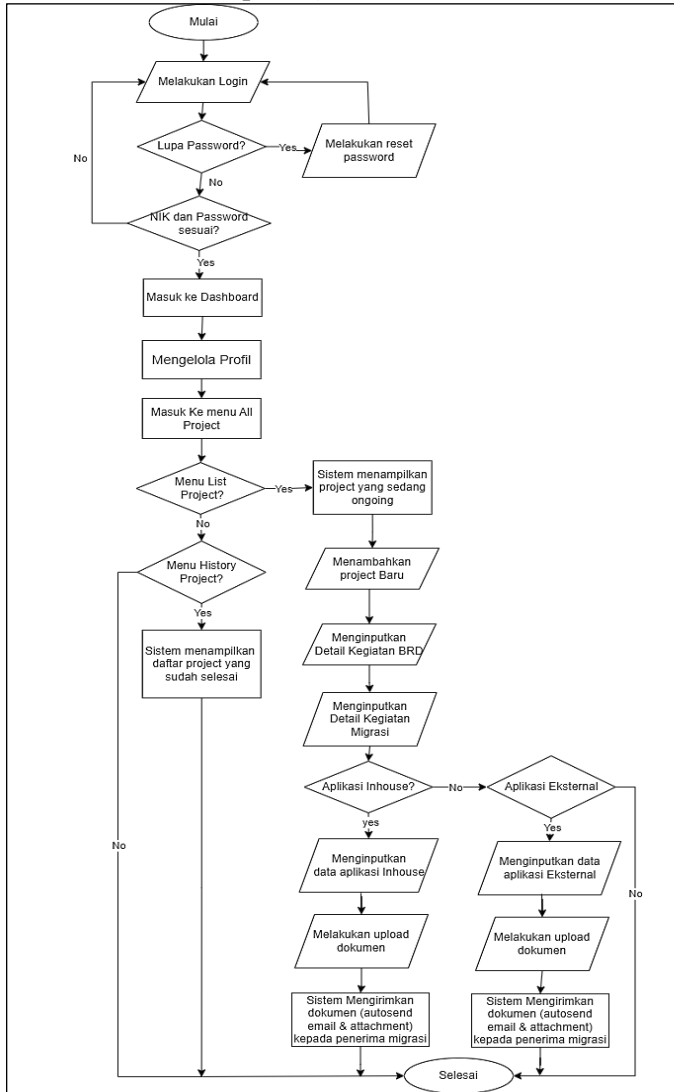 Mulai
Melakukan Login
Lupa Password?
Yes
Melakukan reset
password
No
No
NIK dan Password
sesuai?
Yes
Masuk ke Dashboard
Mengelola Profil
Masuk Ke menu All
Project
Menu List
Project?
Yes
Sistem menampilkan
project yang sedang
ongoing
No
Menu History
Project?
Menambahkan
project Baru
Yes
Sistem menampilkan
daftar project yang
sudah selesai
Menginputkan
Detail Kegiatan BRD
Menginputkan
Detail Kegiatan
Migrasi
Aplikasi Inhouse?
No
Aplikasi Eksternal
yes
Yes
No
Menginputkan
data aplikasi Inhouse
Menginputkan data
aplikasi Eksternal
No
Melakukan upload
dokumen
Melakukan upload
dokumen
Sistem Mengirimkan
dokumen (autosend
email & attachment)
kepada penerima migrasi
Sistem Mengirimkan
dokumen (autosend
email & attachment)
kepada penerima migrasi
Selesai